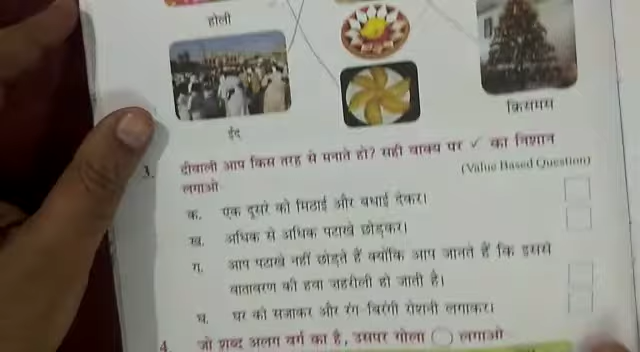 होली
ईद
क्रिसमस
3. दीवाली आप किस तरह से मनाते हो? सही वाक्य पर ✓ का निशान
लगाओ
(Value Based Question)
क. एक दूसरे को मिठाई और बधाई देकर।
ख. अधिक से अधिक पटाखे छोड़कर।
ग. आप पटाखे नहीं छोड़ते हैं क्योंकि आप जानते हैं कि इससे
वातावरण की हवा ज़हरीली हो जाती है।
घ. घर को सजाकर और रंग-बिरंगी रोशनी लगाकर।
4. जो शब्द अलग वर्ग का है, उसपर गोला ◯ लगाओ